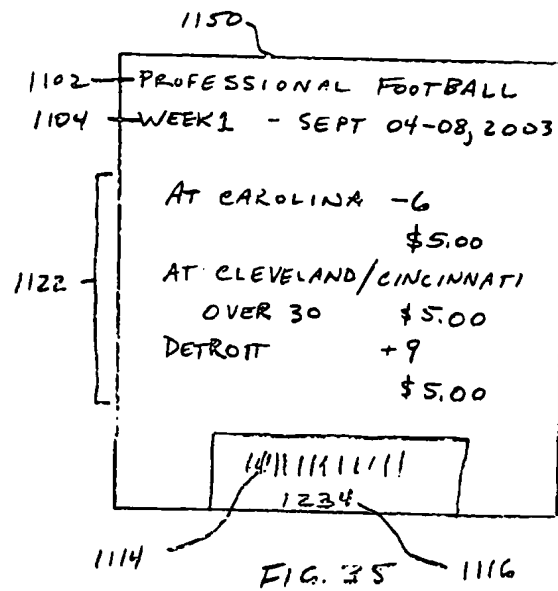 1150
1102 PROFESSIONAL FOOTBALL
1104 WEEK 1 - SEPT 04-08, 2003
AT CAROLINA -6
$5.00
1122 AT CLEVELAND/CINCINNATI
OVER 30 $5.00
DETROIT +9
$5.00
1234
1114 FIG. 35 1116